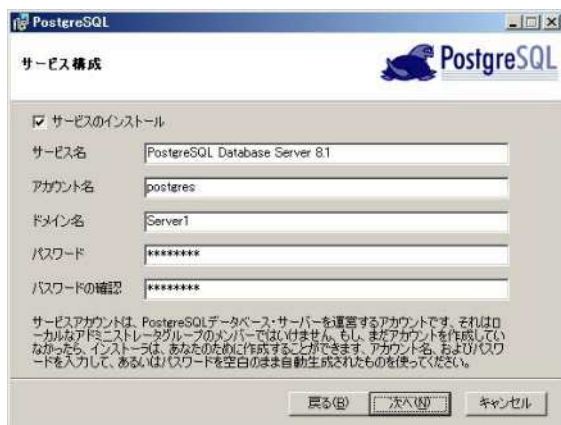 PostgreSQL
サービス構成
PostgreSQL
サービスのインストール
サービス名
PostgreSQL Database Server 8.1
アカウント名
postgres
ドメイン名
Server1
パスワード
********
パスワードの確認
********
サービスアカウントは、PostgreSQLデータベース・サーバーを運営するアカウントです、それはロ
ーカルなアドミニストレータグループのメンバーではいけません、もし、まだアカウントを作成してい
なかったら、インストーラは、あなたのために作成することができます、アカウント名、およびパスワ
ードを入力して、あるいはパスワードを空白のまま自動生成されたものを使ってください。
戻る(B)
次へ(N)
キャンセル